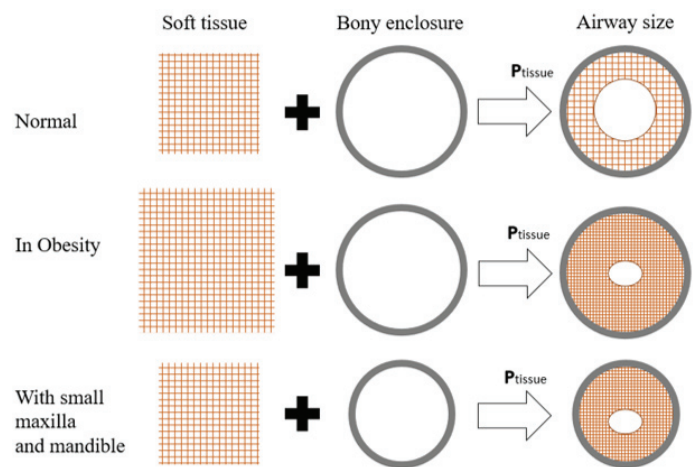 Soft tissue
Bony enclosure
Airway size
Normal
Ptissue
In Obesity
Ptissue
With small
maxilla
and mandible
Ptissue